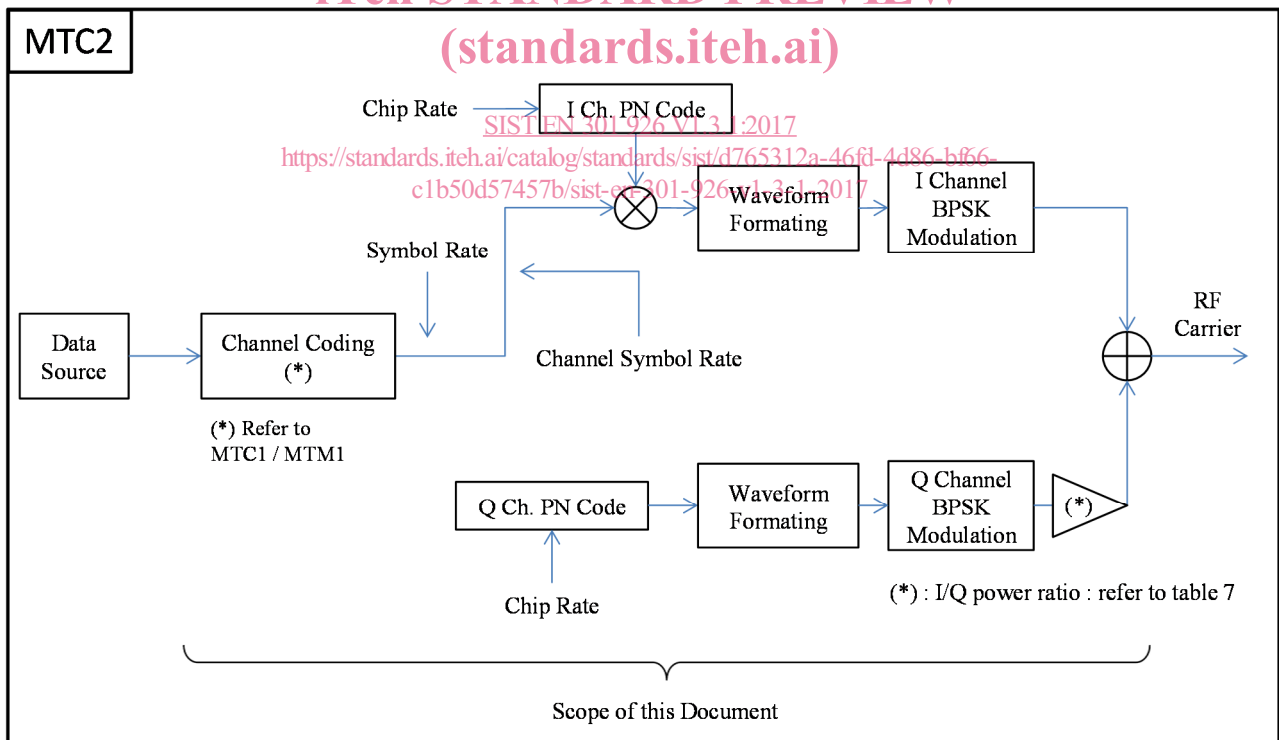 iTeh STANDARD PREVIEW
(standards.iteh.ai)
MTC2
Chip Rate
I Ch. PN Code
SIST EN 301 926 V1.3.1:2017
https://standards.iteh.ai/catalog/standards/sist/d765312a-46fd-4d86-bf66-
c1b50d57457b/sist-en-301-926-v1-3-1-2017
Waveform
Formating
I Channel
BPSK
Modulation
Symbol Rate
RF
Carrier
Data
Source
Channel Coding
(*)
Channel Symbol Rate
(*) Refer to
MTC1 / MTM1
Q Ch. PN Code
Waveform
Formating
Q Channel
BPSK
Modulation
(*)
Chip Rate
(*) : I/Q power ratio : refer to table 7
Scope of this Document